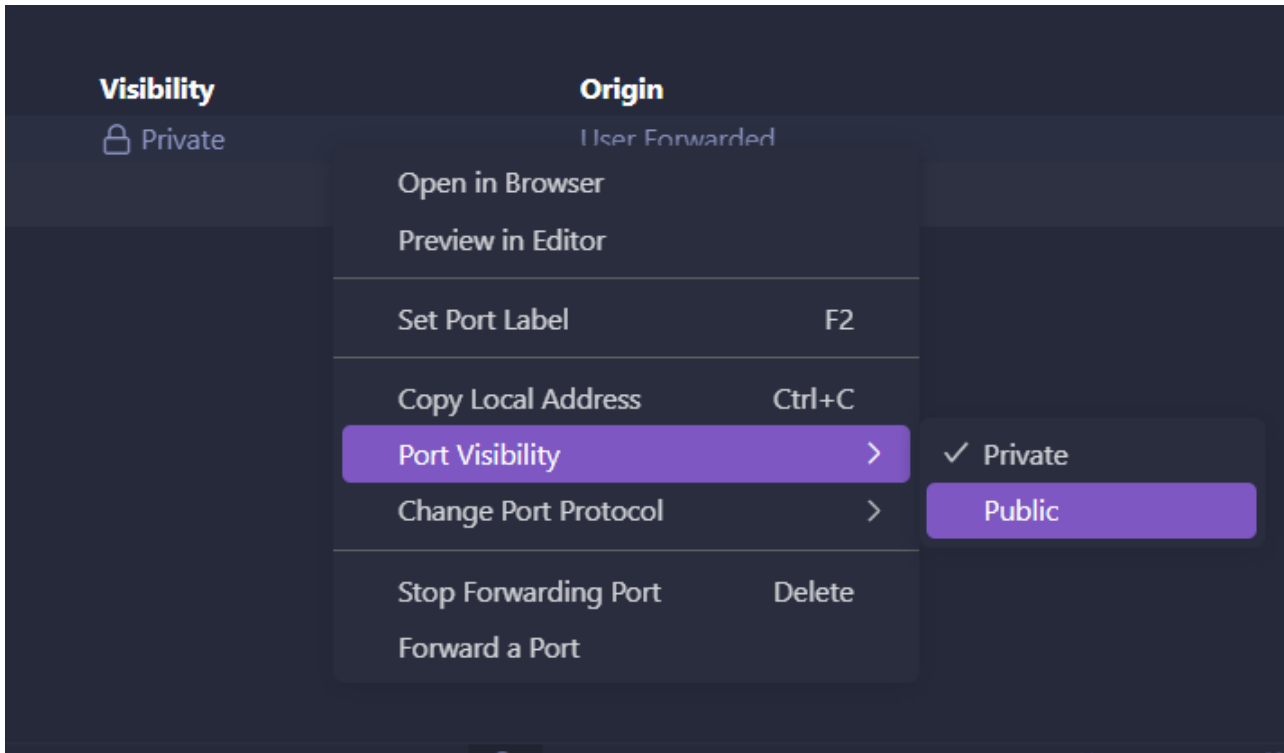 Visibility Origin
Private User Forwarded
Open in Browser
Preview in Editor
Set Port Label F2
Copy Local Address Ctrl+C
Port Visibility Private
Public
Change Port Protocol
Stop Forwarding Port Delete
Forward a Port